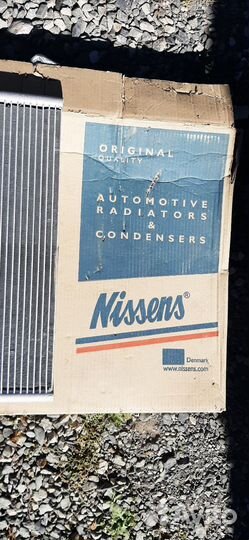 ORIGINAL
QUALITY
AUTOMOTIVE
RADIATORS
&
CONDENSERS
Nissens®
Denmark
www.nissens.com